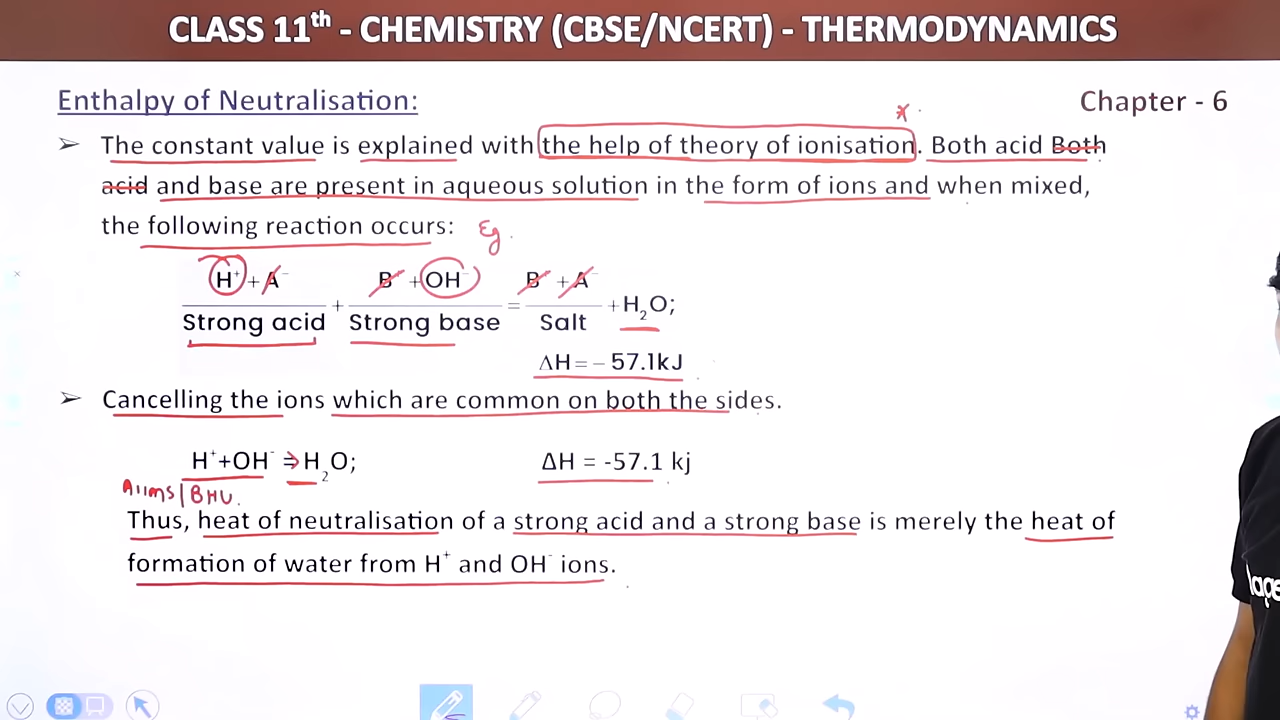 CLASS 11th - CHEMISTRY (CBSE/NCERT) - THERMODYNAMICS
Enthalpy of Neutralisation:
Chapter - 6
➢ The constant value is explained with the help of theory of ionisation. Both acid Both
acid and base are present in aqueous solution in the form of ions and when mixed,
the following reaction occurs: Eg
H⁺ + A⁻ + B⁺ + OH⁻ = B⁺ + A⁻ + H₂O;
Strong acid Strong base Salt
ΔH = – 57.1kJ
➢ Cancelling the ions which are common on both the sides.
H⁺+OH⁻ ⇒ H₂O; ΔH = -57.1 kj
AIIMS | BHU.
Thus, heat of neutralisation of a strong acid and a strong base is merely the heat of
formation of water from H⁺ and OH⁻ ions.